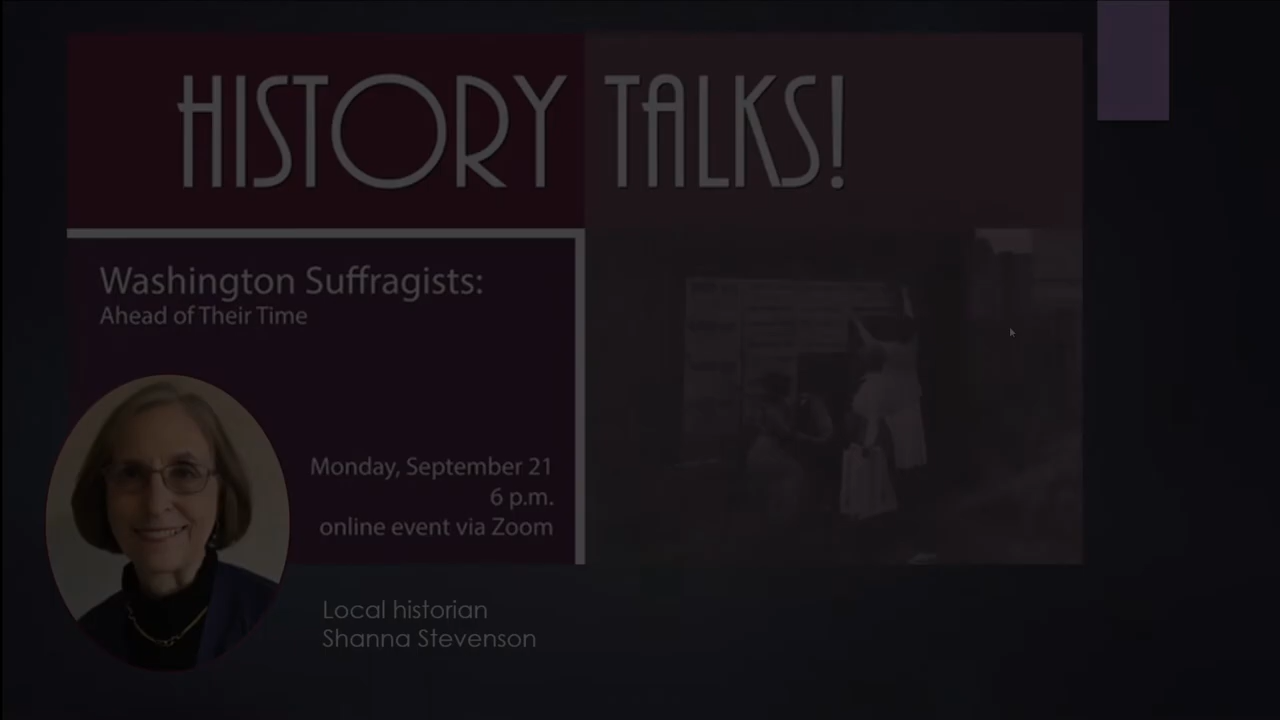 HISTORY TALKS!
Washington Suffragists:
Ahead of Their Time
Monday, September 21
6 p.m.
online event via Zoom
Local historian
Shanna Stevenson